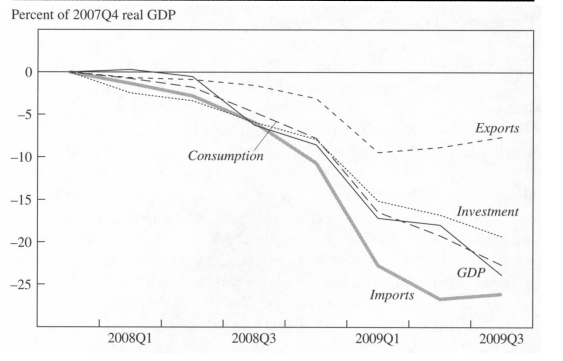 Percent of 2007Q4 real GDP
0
−5
Exports
−10
Consumption
−15
Investment
−20
GDP
−25
Imports
2008Q1 2008Q3 2009Q1 2009Q3